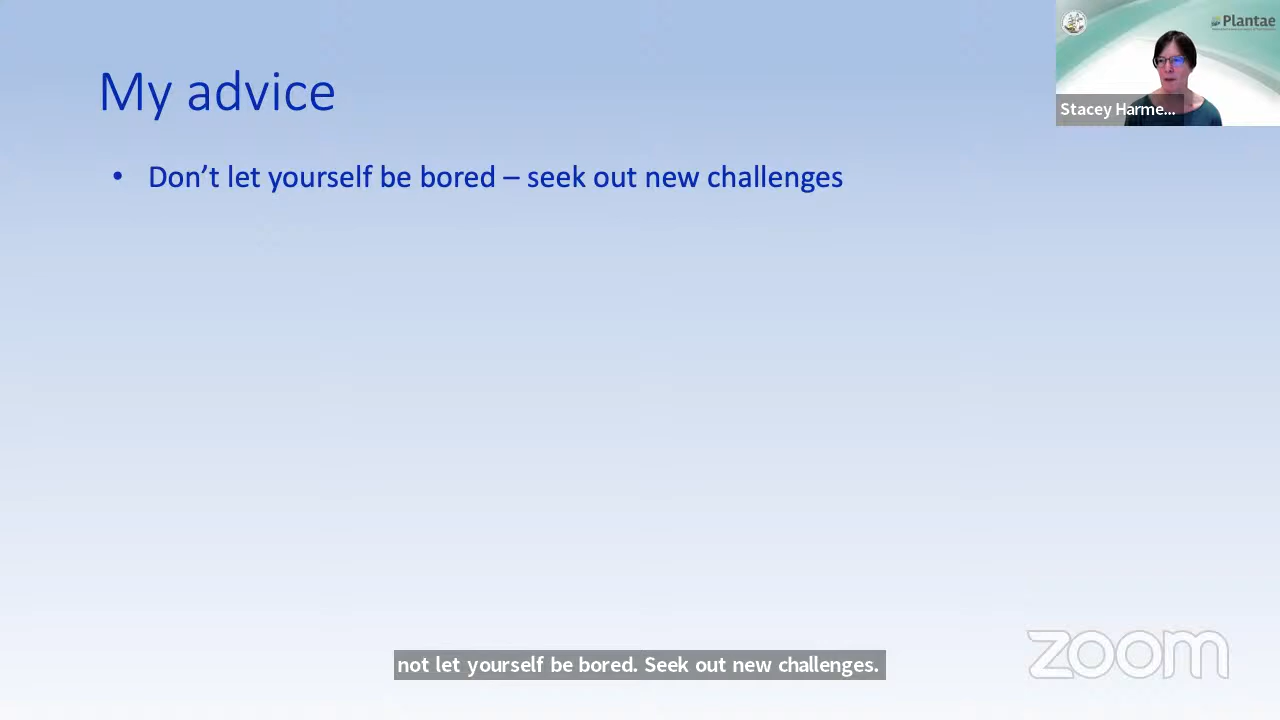 Plantae
My advice
Stacey Harme...
• Don’t let yourself be bored – seek out new challenges
not let yourself be bored. Seek out new challenges.
zoom